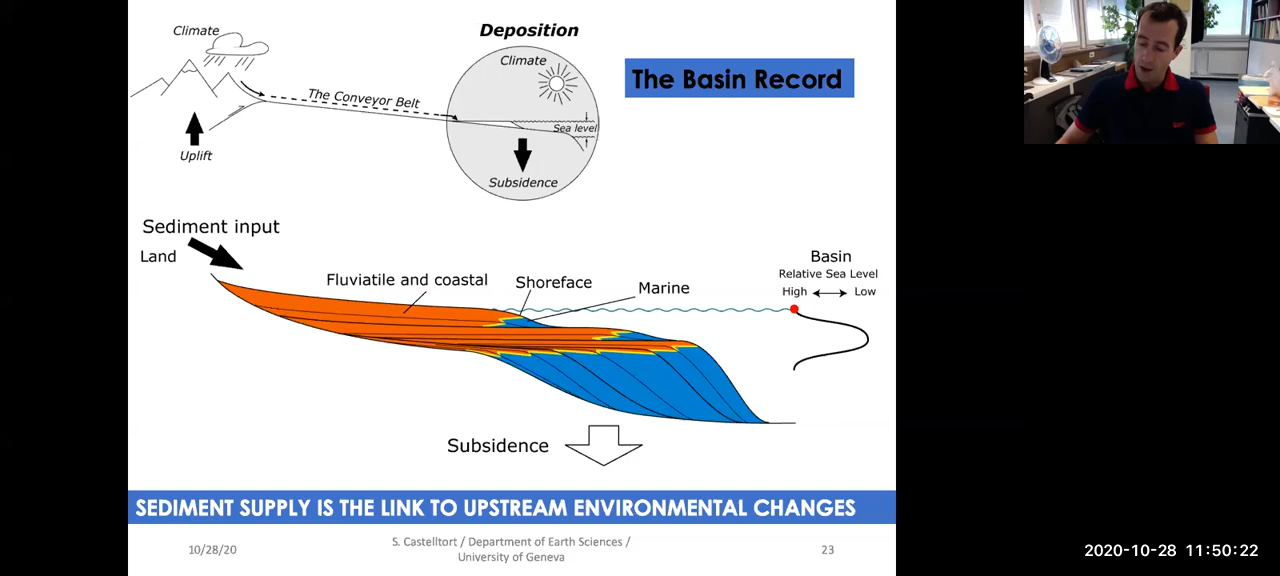 Climate
Deposition
Climate
The Basin Record
The Conveyor Belt
Sea level
Uplift
Subsidence
Sediment input
Land
Fluviatile and coastal
Shoreface
Marine
Basin
Relative Sea Level
High
Low
Subsidence
SEDIMENT SUPPLY IS THE LINK TO UPSTREAM ENVIRONMENTAL CHANGES
10/28/20
S. Castelltort / Department of Earth Sciences /
University of Geneva
23
2020-10-28 11:50:22